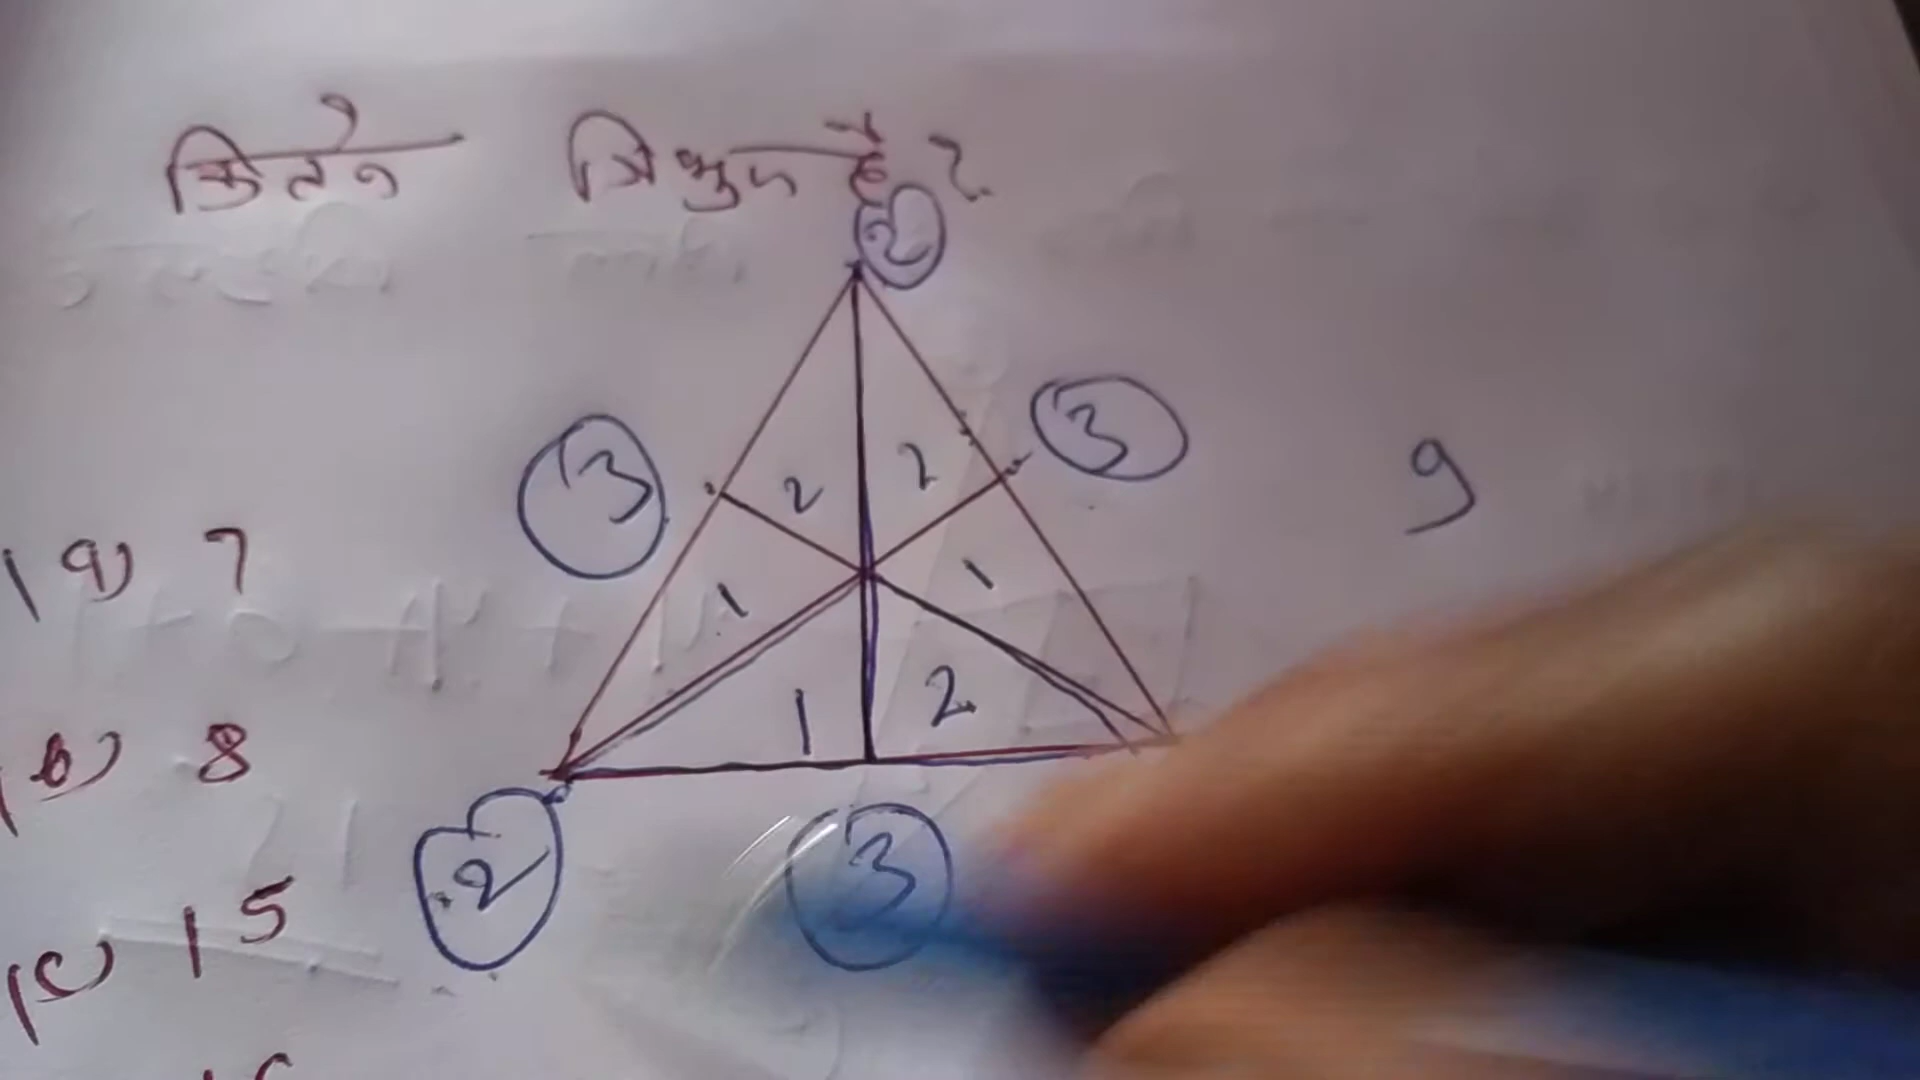 कितने त्रिभुज हैं ?
2
3
3
2 2
9
1 1
(a) 7
1 2
(b) 8
2 3
(c) 15